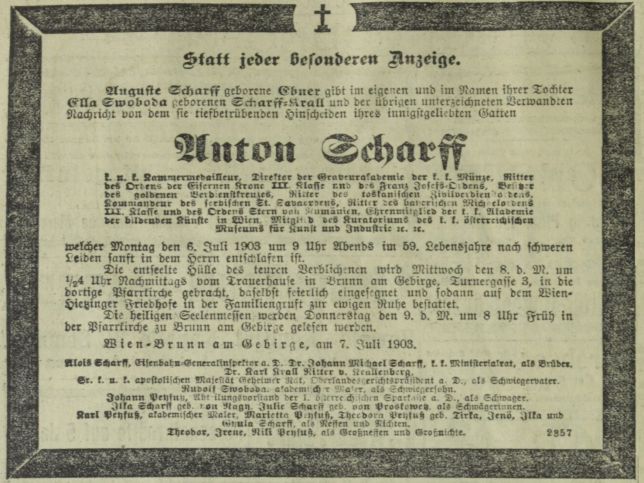 Statt jeder besonderen Anzeige.
Auguste Scharff geborene Ebner gibt im eigenen und im Namen ihrer Tochter
Ella Swoboda geborenen Scharff-Krall und der übrigen unterzeichneten Verwandten
Nachricht von dem sie tiefbetrübenden Hinscheiden ihres innigstgeliebten Gatten
Anton Scharff
k. u. k. Kammermedailleur, Direktor der Graveurakademie der k. k. Münze, Ritter
des Ordens der Eisernen Krone III. Klasse und des Franz Josefs-Ordens, Besitzer
des goldenen Verdienstkreuzes, Ritter des toskanischen Zivilverdienstordens,
Kommandeur des serbischen St. Savaordens, Ritter des bayerischen Michelordens
III. Klasse und des Ordens Stern von Rumänien, Ehrenmitglied der k. k. Akademie
der bildenden Künste in Wien, Mitglied des Kuratoriums des k. k. österreichischen
Museums für Kunst und Industrie ꝛc. ꝛc.
welcher Montag den 6. Juli 1903 um 9 Uhr Abends im 59. Lebensjahre nach schweren
Leiden sanft in dem Herrn entschlafen ist.
Die entseelte Hülle des teuren Verblichenen wird Mittwoch den 8. d. M. um
1/24 Uhr Nachmittags vom Trauerhause in Brunn am Gebirge, Turnergasse 3, in die
dortige Pfarrkirche gebracht, daselbst feierlich eingesegnet und sodann auf dem Wien-
Hietzinger Friedhofe in der Familiengruft zur ewigen Ruhe bestattet.
Die heiligen Seelenmessen werden Donnerstag den 9. d. M. um 8 Uhr Früh in
der Pfarrkirche zu Brunn am Gebirge gelesen werden.
Wien-Brunn am Gebirge, am 7. Juli 1903.
Alois Scharff, Eisenbahn-Generalinspektor a. D. Dr. Johann Michael Scharff, k. k. Ministerialrat, als Brüder.
Dr. Karl Krall Ritter v. Krallenberg,
Sr. k. u. k. apostolischen Majestät Geheimer Rat, Oberlandesgerichtspräsident a. D., als Schwiegervater.
Rudolf Swoboda, akademischer Maler, als Schwiegersohn.
Johann Peyfuß, Abteilungsvorstand der I. österreichischen Sparkasse a. D., als Schwager.
Ilka Scharff geb. von Nagy, Julie Scharff geb. von Prostowey, als Schwägerinnen.
Karl Peyfuß, akademischer Maler, Marietta Peyfuß, Theodora Peyfuß geb. Tirka, Jenö, Ilka und
Gyula Scharff, als Neffen und Nichten.
Theodor, Irene, Niki Peyfuß, als Großneffen und Großnichte. 2357